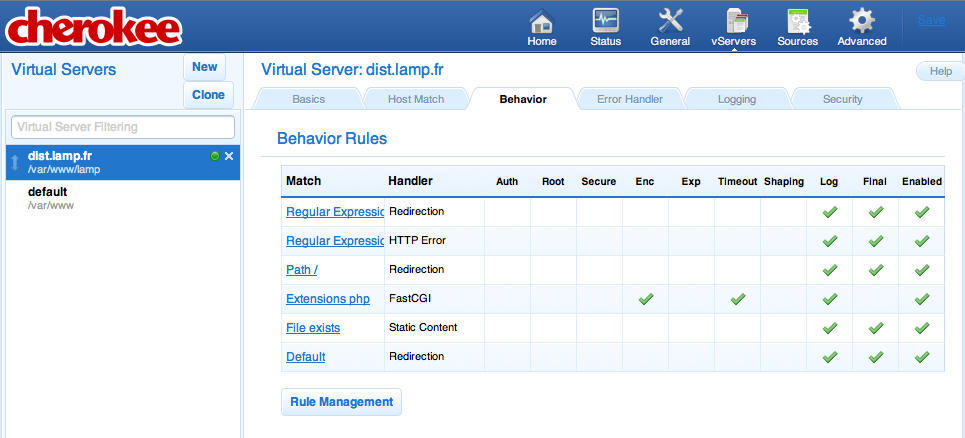 cherokee
Home Status General vServers Sources Advanced Save
Virtual Servers New
Clone
Virtual Server Filtering
dist.lamp.fr
/var/www/lamp
default
/var/www
Virtual Server: dist.lamp.fr Help
Basics Host Match Behavior Error Handler Logging Security
Behavior Rules
Match Handler Auth Root Secure Enc Exp Timeout Shaping Log Final Enabled
Regular Expressio Redirection
Regular Expressio HTTP Error
Path / Redirection
Extensions php FastCGI
File exists Static Content
Default Redirection
Rule Management